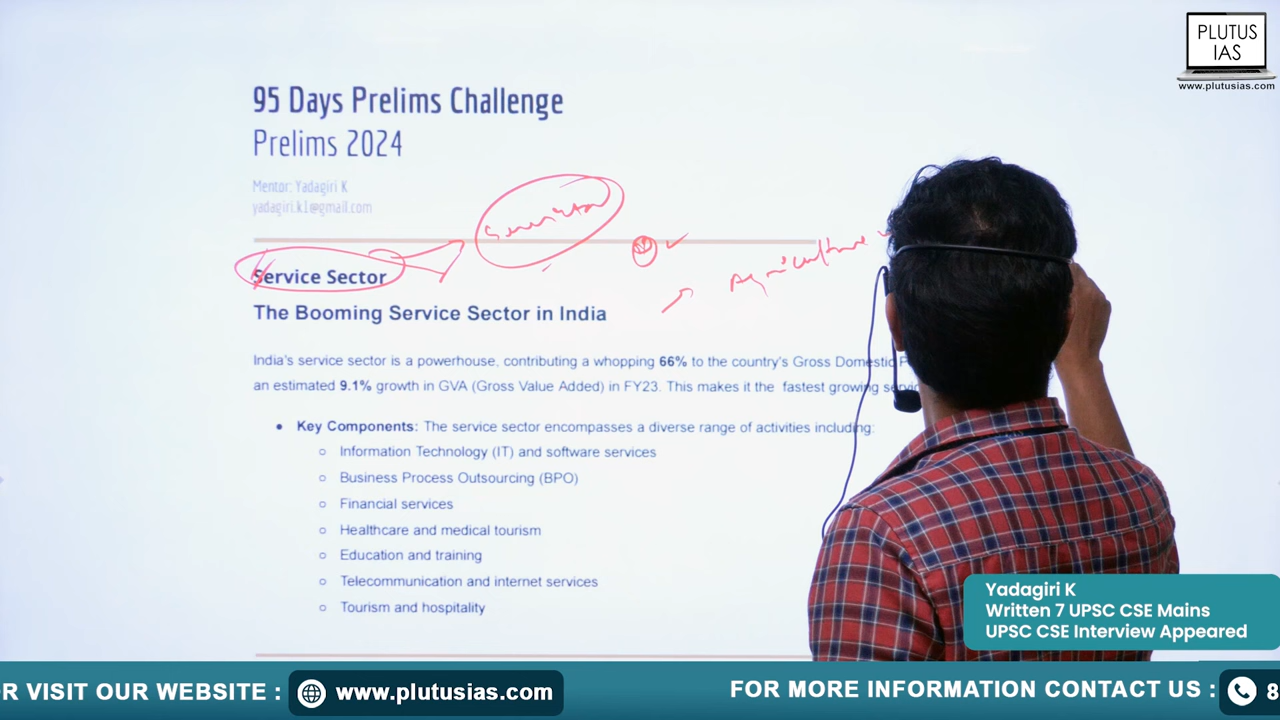 PLUTUS
IAS
www.plutusias.com
95 Days Prelims Challenge
Prelims 2024
Mentor: Yadagiri K
yadagiri.k1@gmail.com
Agriculture
Service Sector
The Booming Service Sector in India
India's service sector is a powerhouse, contributing a whopping 66% to the country's Gross Domestic
an estimated 9.1% growth in GVA (Gross Value Added) in FY23. This makes it the fastest growing
• Key Components: The service sector encompasses a diverse range of activities including:
○ Information Technology (IT) and software services
○ Business Process Outsourcing (BPO)
○ Financial services
○ Healthcare and medical tourism
○ Education and training
○ Telecommunication and internet services
○ Tourism and hospitality
Yadagiri K
Written 7 UPSC CSE Mains
UPSC CSE Interview Appeared
R VISIT OUR WEBSITE : www.plutusias.com FOR MORE INFORMATION CONTACT US : 8